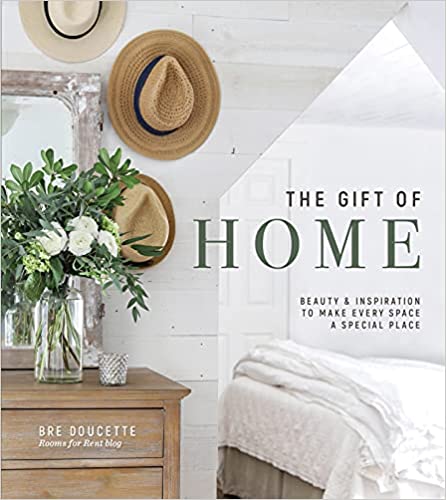 THE GIFT OF
HOME
BEAUTY & INSPIRATION
TO MAKE EVERY SPACE
A SPECIAL PLACE
BRE DOUCETTE
Rooms for Rent blog